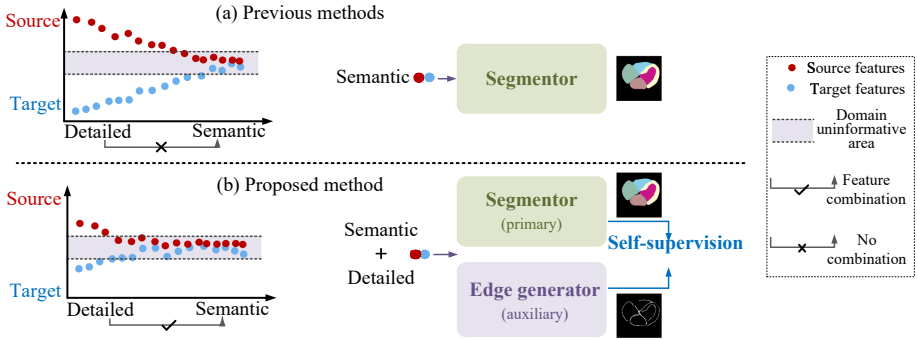 (a) Previous methods
Source
Target
Detailed
Semantic
Semantic
Segmentor
(b) Proposed method
Source
Target
Detailed
Semantic
Semantic
+
Detailed
Segmentor
(primary)
Self-supervision
Edge generator
(auxiliary)
Source features
Target features
Domain
uninformative
area
Feature
combination
No
combination